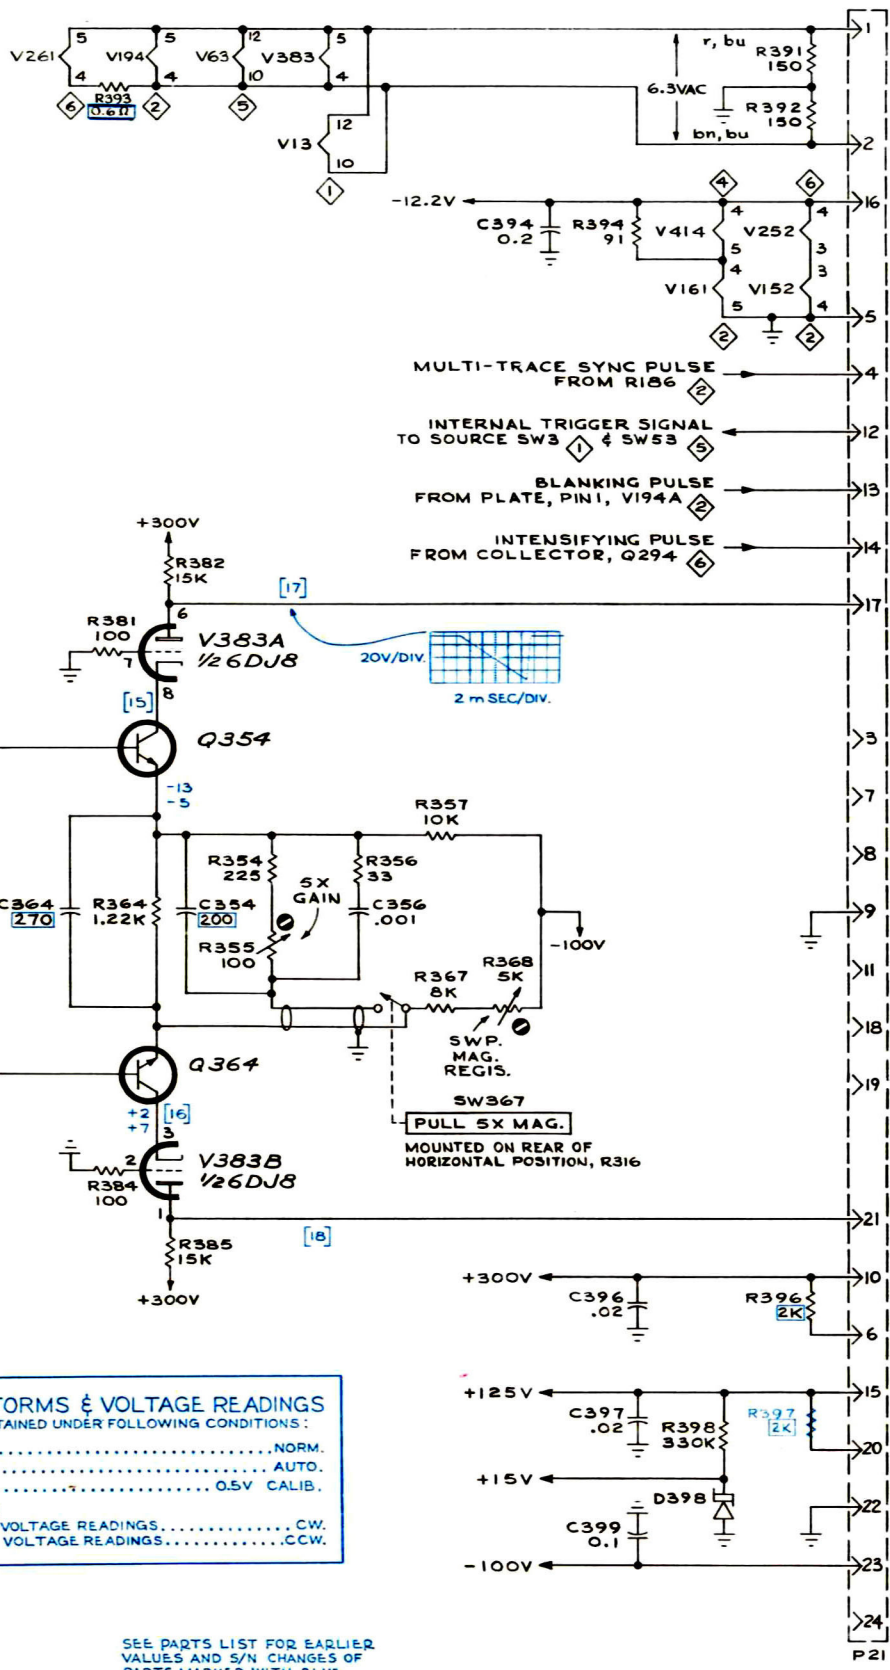 V261
5
4
V194
5
4
V63
12
10
V383
5
4
6
R393
0.6Ω
2
5
V13
12
10
1
r, bu
6.3VAC
bn, bu
R391
150
R392
150
1
2
-12.2V
C394
0.2
R394
91
4
6
V414
4
5
V252
4
3
V161
4
5
V152
3
4
2
2
16
5
MULTI-TRACE SYNC PULSE
FROM R186 2
4
INTERNAL TRIGGER SIGNAL
TO SOURCE SW3 1 & SW53 5
12
BLANKING PULSE
FROM PLATE, PIN1, V194A 2
13
INTENSIFYING PULSE
FROM COLLECTOR, Q294 6
14
+300V
R382
15K
[17]
17
6
R381
100
7
V383A
½6DJ8
8
20V/DIV.
2 mSEC/DIV.
[15]
Q354
3
-13
-5
7
R357
10K
8
R354
225
5X
GAIN
R356
33
C364
270
R364
1.22K
C354
200
C356
.001
R355
100
9
-100V
11
R367
8K
R368
5K
18
SWP.
MAG.
REGIS.
Q364
19
SW367
PULL 5X MAG.
MOUNTED ON REAR OF
HORIZONTAL POSITION, R316
+2
+7
[16]
3
2
V383B
½6DJ8
R384
100
1
21
[18]
R385
15K
+300V
+300V
10
C396
.02
R396
2K
6
+125V
15
C397
.02
R398
330K
R397
2K
20
+15V
D398
22
C399
0.1
-100V
23
24
P21
FORMS & VOLTAGE READINGS
TAINED UNDER FOLLOWING CONDITIONS:
NORM.
AUTO.
0.5V CALIB.
VOLTAGE READINGS..............CW.
VOLTAGE READINGS.............CCW.
SEE PARTS LIST FOR EARLIER
VALUES AND S/N CHANGES OF